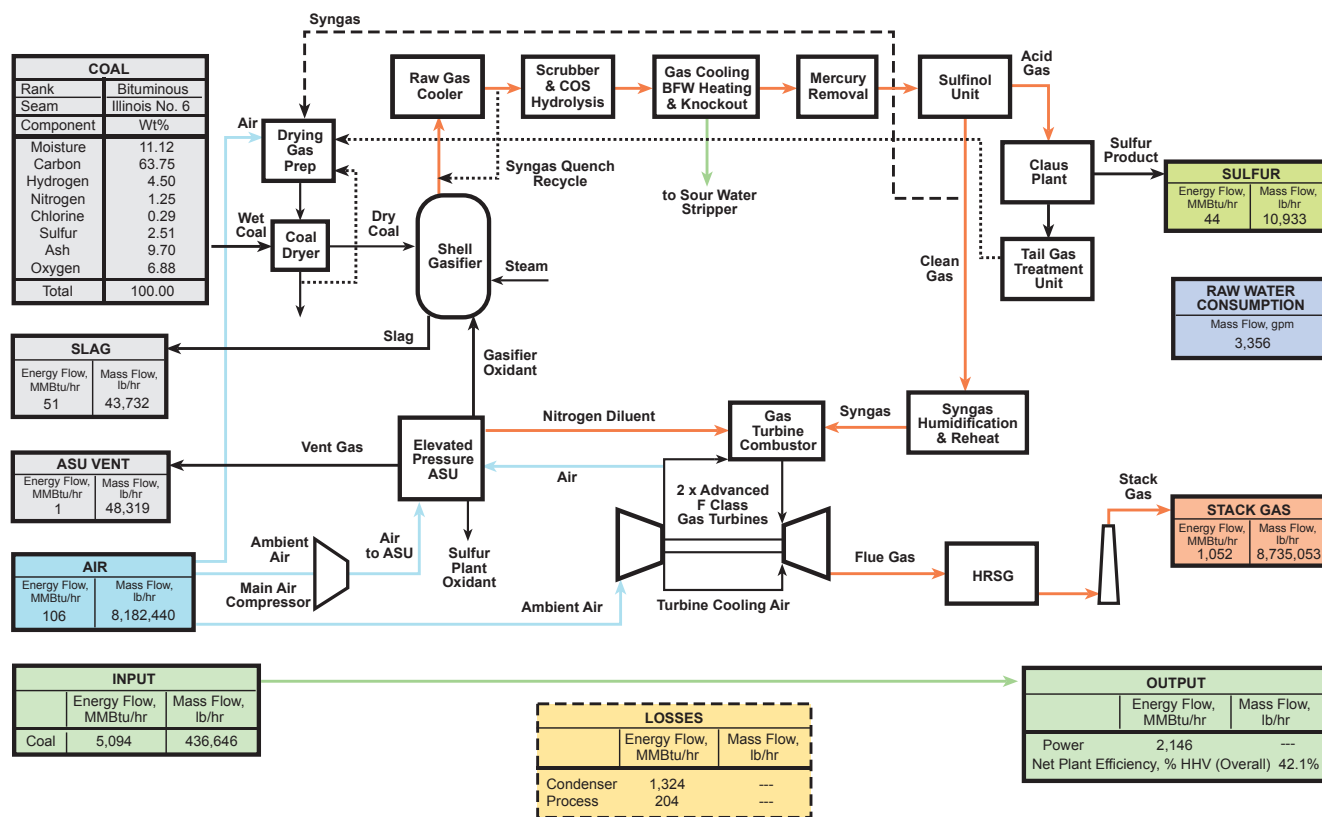 Syngas
COAL
Rank Bituminous
Seam Illinois No. 6
Component Wt%
Moisture 11.12
Carbon 63.75
Hydrogen 4.50
Nitrogen 1.25
Chlorine 0.29
Sulfur 2.51
Ash 9.70
Oxygen 6.88
Total 100.00
Air
Drying
Gas
Prep
Wet
Coal
Coal
Dryer
Dry
Coal
Raw Gas
Cooler
Scrubber
& COS
Hydrolysis
Gas Cooling
BFW Heating
& Knockout
Mercury
Removal
Sulfinol
Unit
Acid
Gas
Syngas Quench
Recycle
to Sour Water
Stripper
Claus
Plant
Sulfur
Product
SULFUR
Energy Flow,
MMBtu/hr
Mass Flow,
lb/hr
44 10,933
Shell
Gasifier
Steam
Clean
Gas
Tail Gas
Treatment
Unit
RAW WATER
CONSUMPTION
Mass Flow, gpm
3,356
Slag
Gasifier
Oxidant
SLAG
Energy Flow,
MMBtu/hr
Mass Flow,
lb/hr
51 43,732
Nitrogen Diluent
Gas
Turbine
Combustor
Syngas
Syngas
Humidification
& Reheat
Vent Gas
Elevated
Pressure
ASU
Air
ASU VENT
Energy Flow,
MMBtu/hr
Mass Flow,
lb/hr
1 48,319
2 x Advanced
F Class
Gas Turbines
Stack
Gas
STACK GAS
Energy Flow,
MMBtu/hr
Mass Flow,
lb/hr
1,052 8,735,053
Ambient
Air
Air
to ASU
Sulfur
Plant
Oxidant
Main Air
Compressor
AIR
Energy Flow,
MMBtu/hr
Mass Flow,
lb/hr
106 8,182,440
Ambient Air
Turbine Cooling Air
Flue Gas
HRSG
INPUT
Energy Flow,
MMBtu/hr
Mass Flow,
lb/hr
Coal 5,094 436,646
LOSSES
Energy Flow,
MMBtu/hr
Mass Flow,
lb/hr
Condenser 1,324 ---
Process 204 ---
OUTPUT
Energy Flow,
MMBtu/hr
Mass Flow,
lb/hr
Power 2,146 ---
Net Plant Efficiency, % HHV (Overall) 42.1%